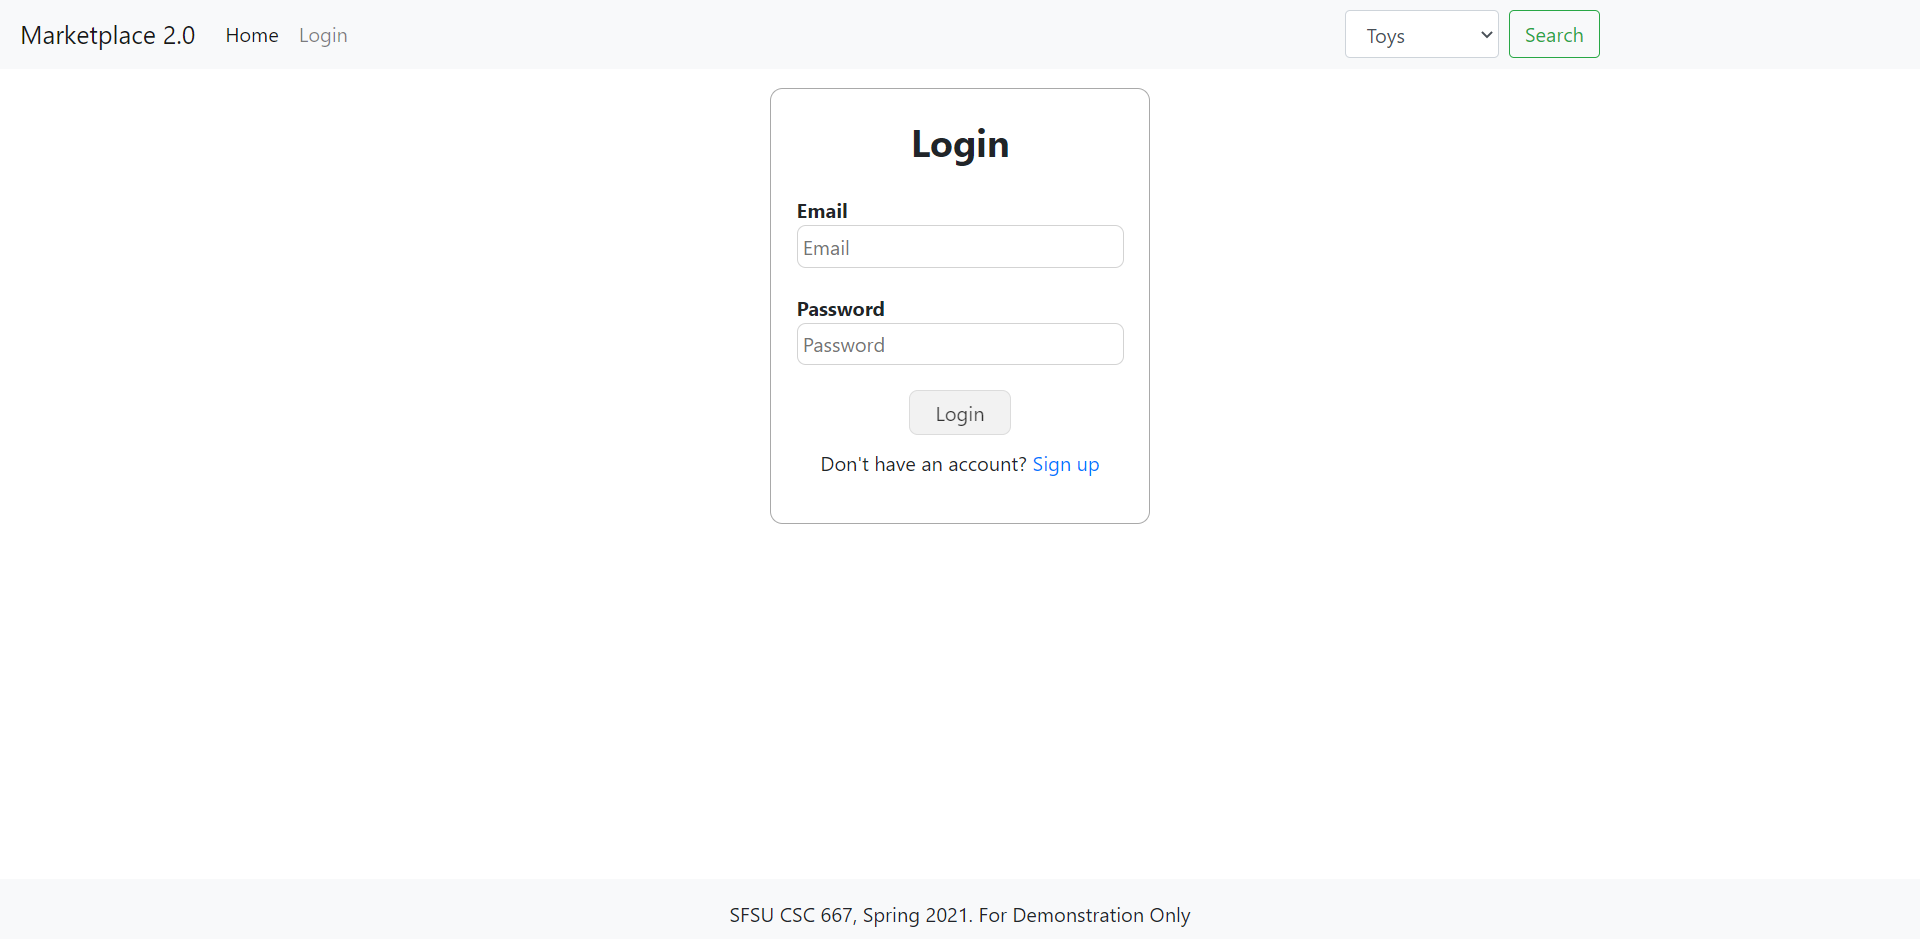 Marketplace 2.0 Home Login Toys Search
Login
Email
Email
Password
Password
Login
Don't have an account? Sign up
SFSU CSC 667, Spring 2021. For Demonstration Only